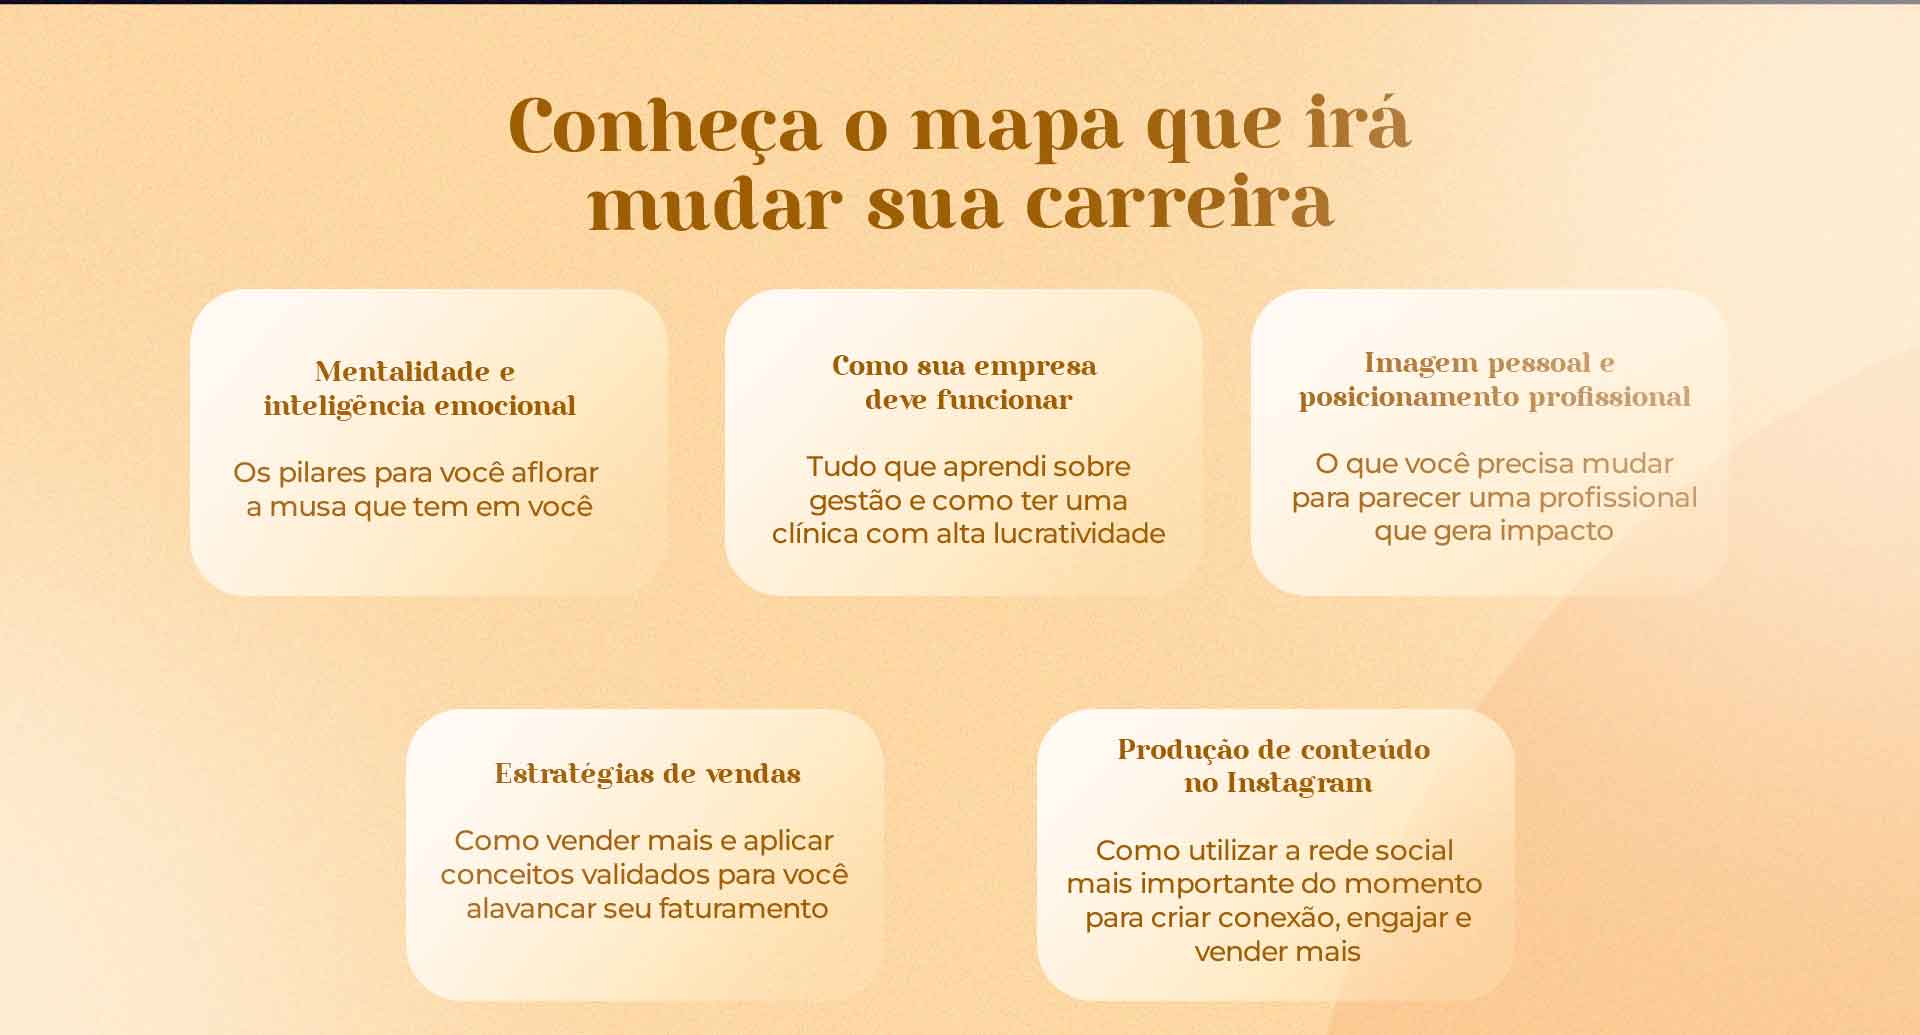 Conheça o mapa que irá
mudar sua carreira
Mentalidade e
inteligência emocional
Os pilares para você aflorar
a musa que tem em você
Como sua empresa
deve funcionar
Tudo que aprendi sobre
gestão e como ter uma
clínica com alta lucratividade
Imagem pessoal e
posicionamento profissional
O que você precisa mudar
para parecer uma profissional
que gera impacto
Estratégias de vendas
Como vender mais e aplicar
conceitos validados para você
alavancar seu faturamento
Produção de conteúdo
no Instagram
Como utilizar a rede social
mais importante do momento
para criar conexão, engajar e
vender mais